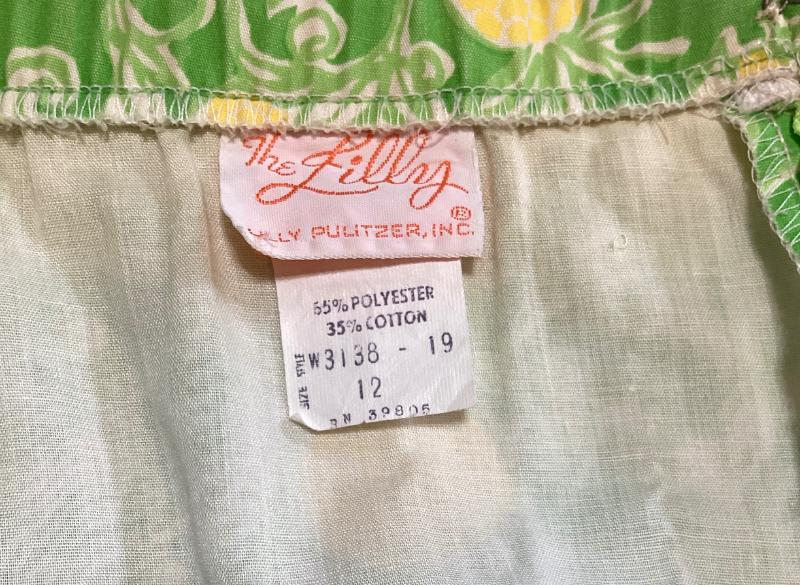 The Lilly
®
LILLY PULITZER, INC.
65% POLYESTER
35% COTTON
STYLE W3138 - 19
SIZE 12
RN 39805